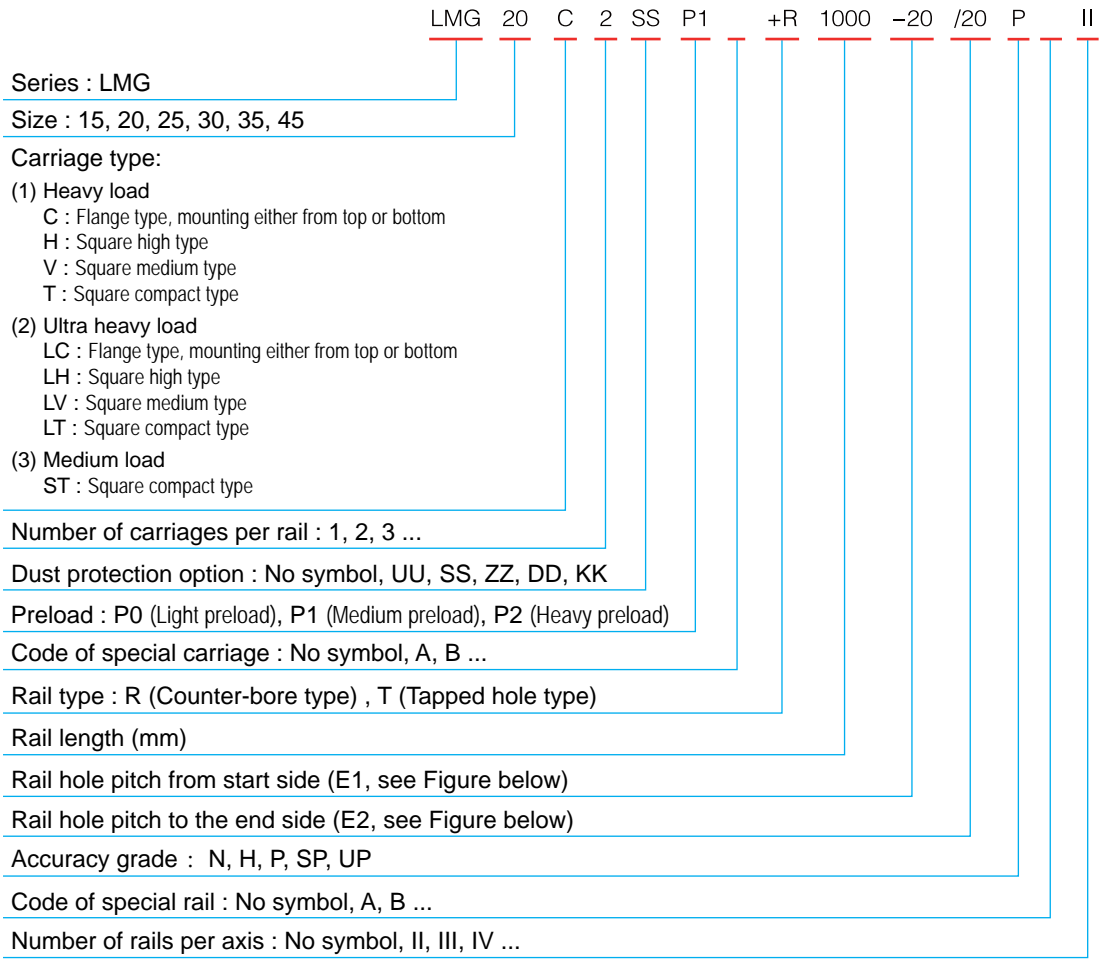 LMG 20 C 2 SS P1 +R 1000 −20 /20 P II
Series : LMG
Size : 15, 20, 25, 30, 35, 45
Carriage type:
(1) Heavy load
C : Flange type, mounting either from top or bottom
H : Square high type
V : Square medium type
T : Square compact type
(2) Ultra heavy load
LC : Flange type, mounting either from top or bottom
LH : Square high type
LV : Square medium type
LT : Square compact type
(3) Medium load
ST : Square compact type
Number of carriages per rail : 1, 2, 3 ...
Dust protection option : No symbol, UU, SS, ZZ, DD, KK
Preload : P0 (Light preload), P1 (Medium preload), P2 (Heavy preload)
Code of special carriage : No symbol, A, B ...
Rail type : R (Counter-bore type) , T (Tapped hole type)
Rail length (mm)
Rail hole pitch from start side (E1, see Figure below)
Rail hole pitch to the end side (E2, see Figure below)
Accuracy grade : N, H, P, SP, UP
Code of special rail : No symbol, A, B ...
Number of rails per axis : No symbol, II, III, IV ...